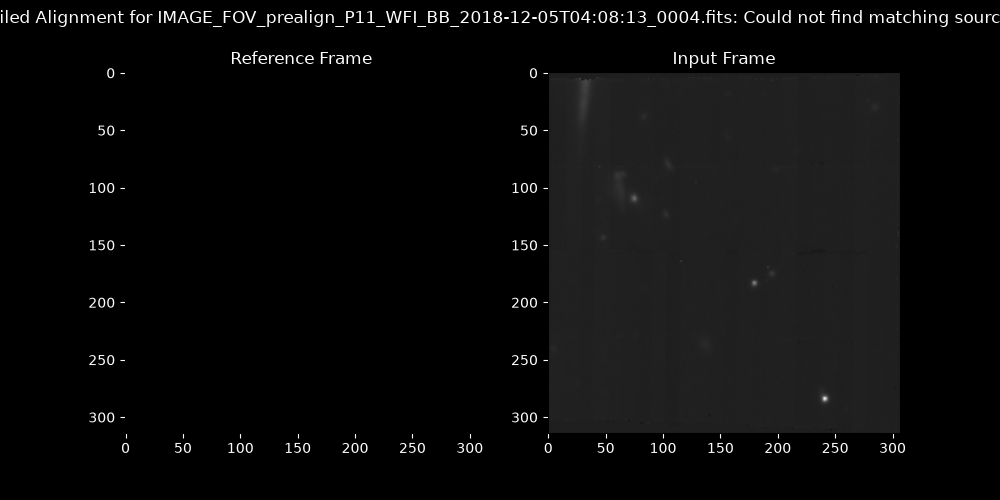 iled Alignment for IMAGE_FOV_prealign_P11_WFI_BB_2018-12-05T04:08:13_0004.fits: Could not find matching sourc
Reference Frame
0
50
100
150
200
250
300
0 50 100 150 200 250 300
Input Frame
0
50
100
150
200
250
300
0 50 100 150 200 250 300